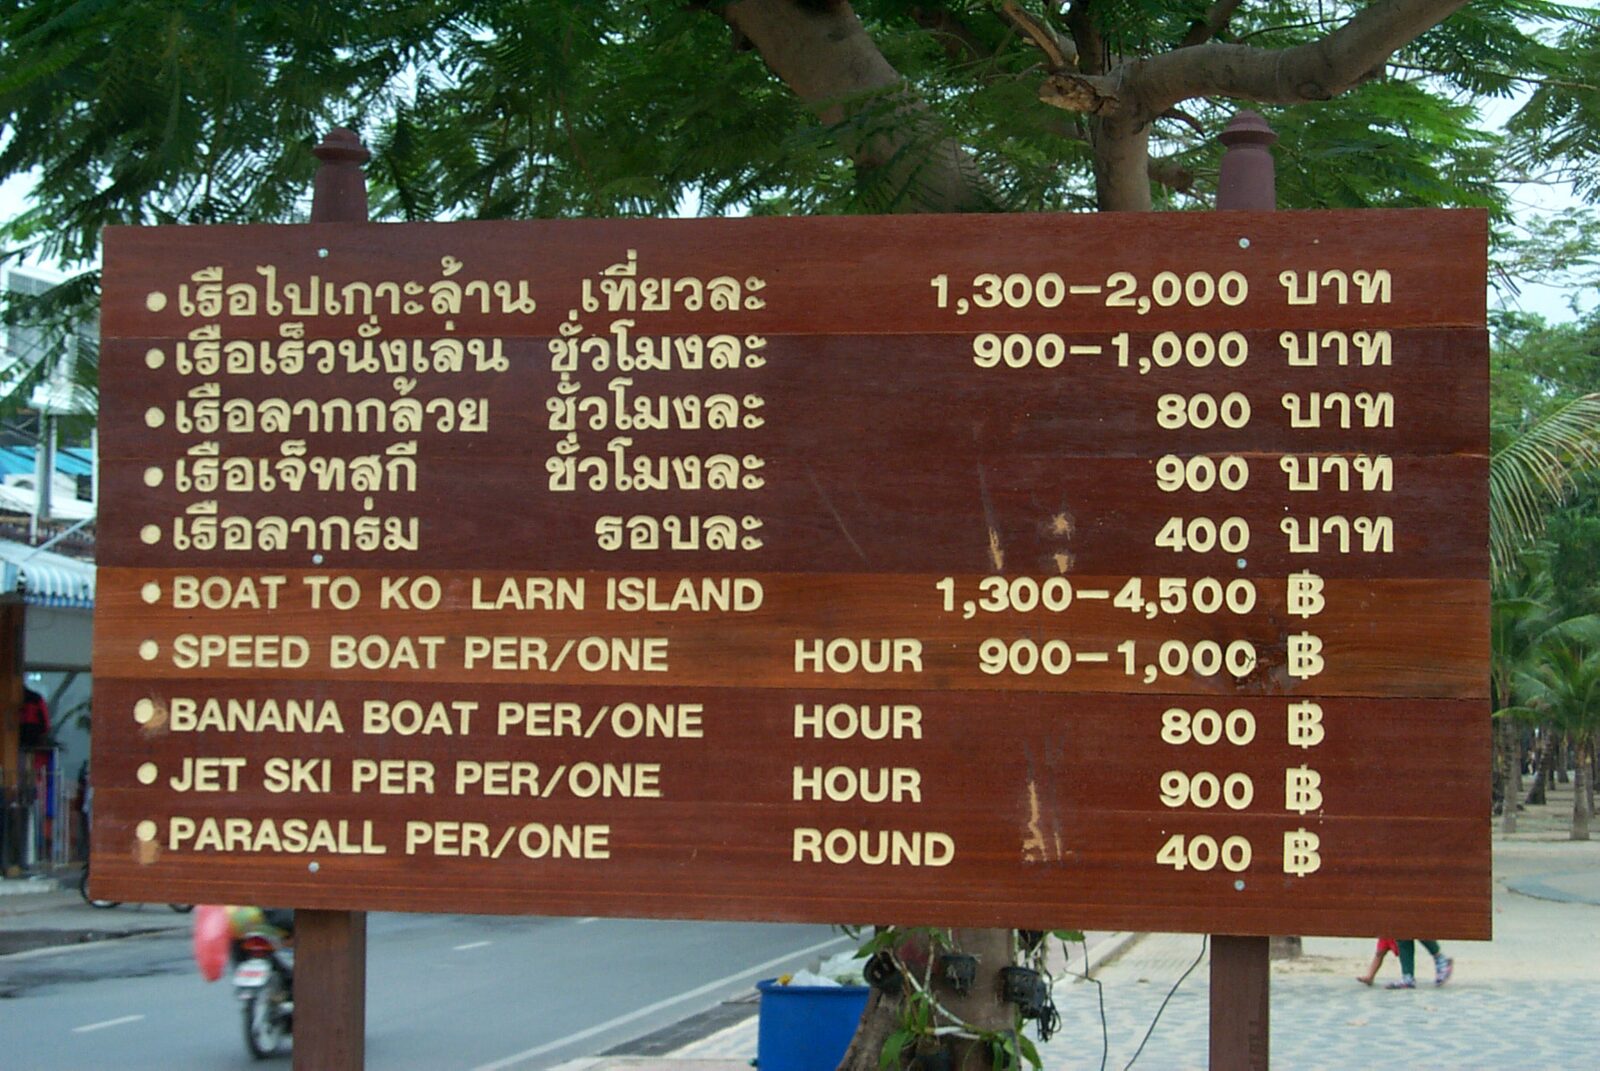 • เรือไปเกาะล้าน เที่ยวละ 1,300-2,000 บาท
• เรือเร็วนั่งเล่น ชั่วโมงละ 900-1,000 บาท
• เรือลากกล้วย ชั่วโมงละ 800 บาท
• เรือเจ็ทสกี ชั่วโมงละ 900 บาท
• เรือลากร่ม รอบละ 400 บาท
• BOAT TO KO LARN ISLAND 1,300-4,500 ฿
• SPEED BOAT PER/ONE HOUR 900-1,000 ฿
• BANANA BOAT PER/ONE HOUR 800 ฿
• JET SKI PER PER/ONE HOUR 900 ฿
• PARASALL PER/ONE ROUND 400 ฿